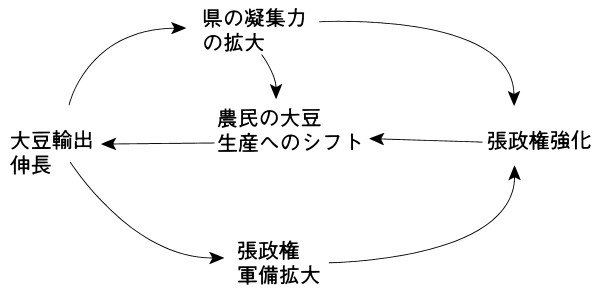 県の凝集力
の拡大
農民の大豆
生産へのシフト
大豆輸出
伸長
張政権強化
張政権
軍備拡大